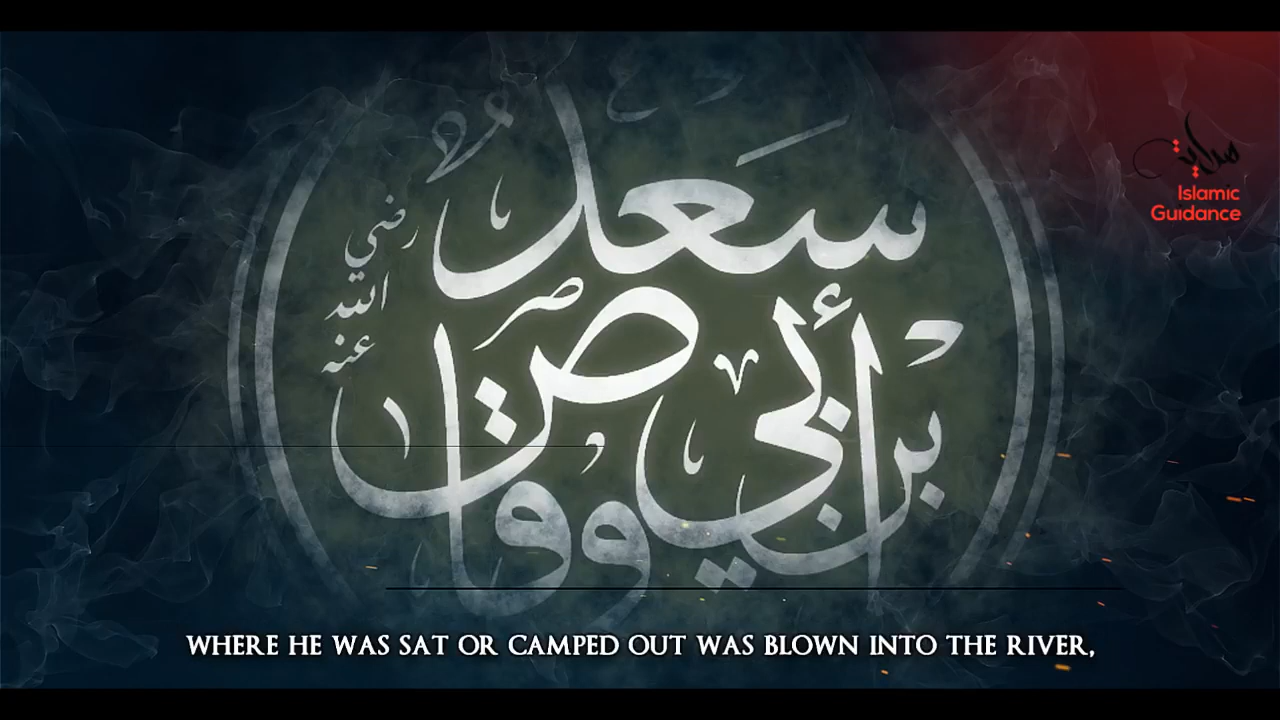 سَعْد
بن أبي وقاص
رضي
الله
عنه
هداية
Islamic
Guidance
WHERE HE WAS SAT OR CAMPED OUT WAS BLOWN INTO THE RIVER,